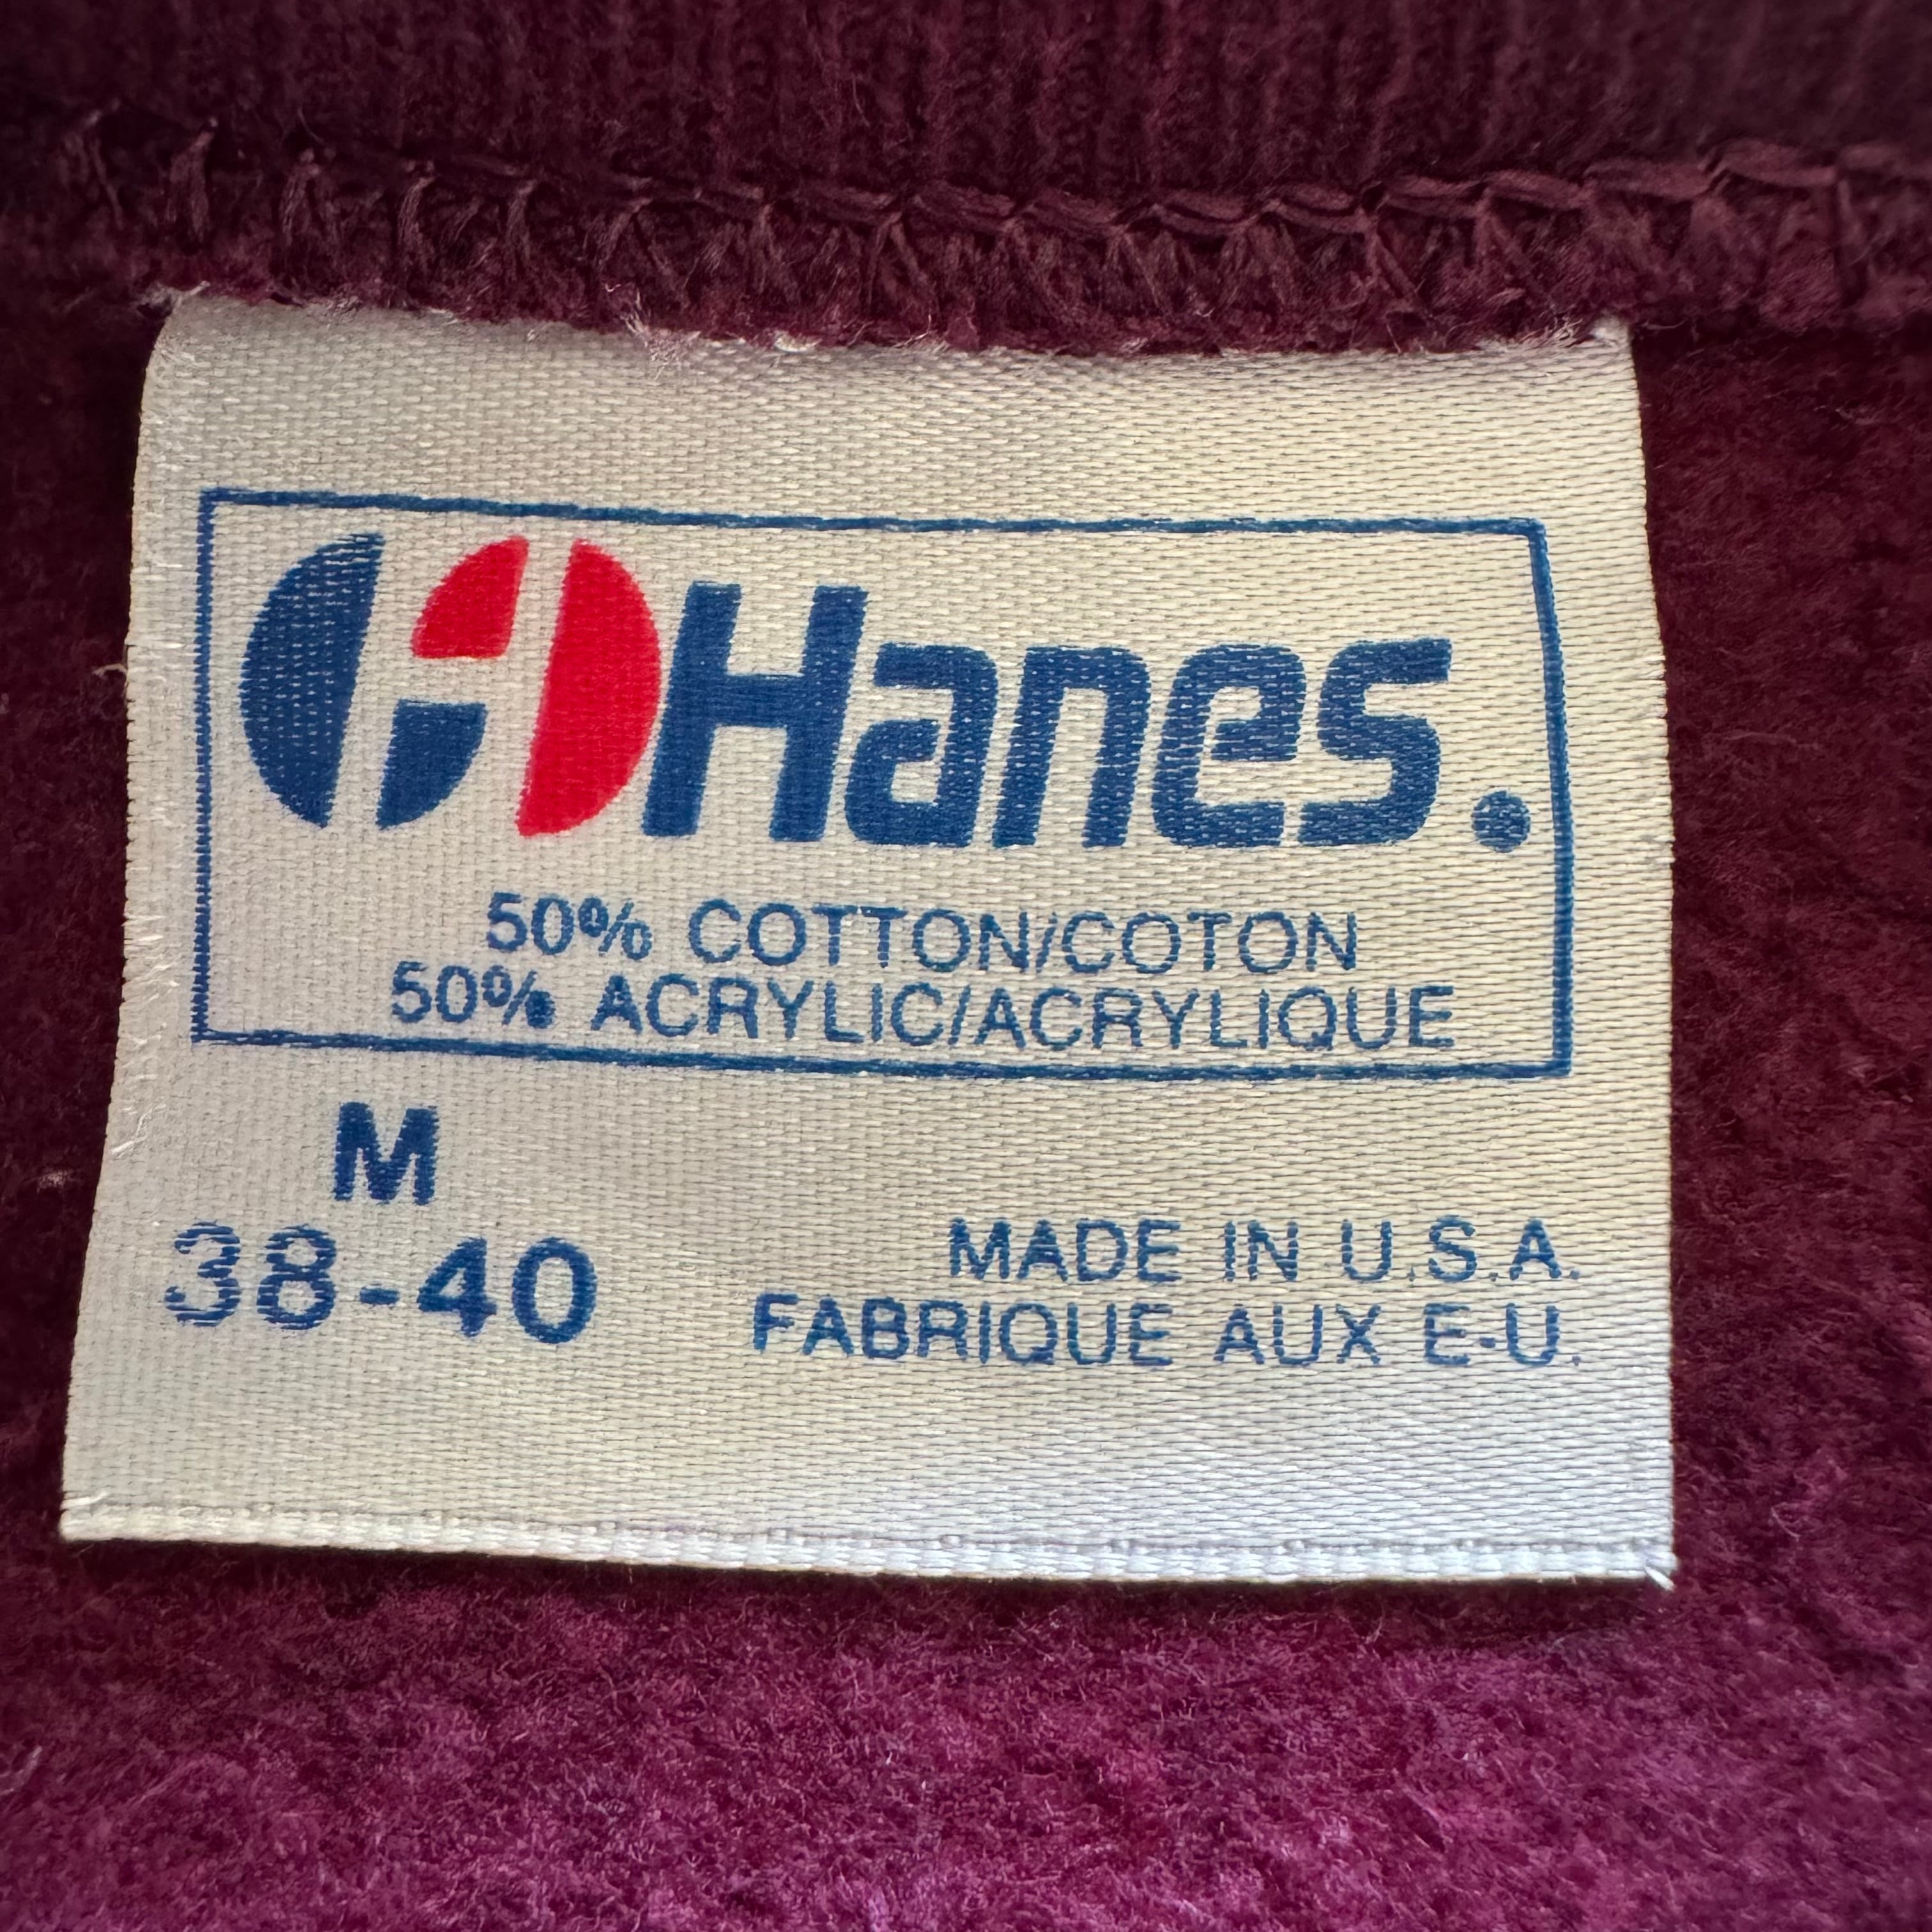 Hanes.
50% COTTON/COTON
50% ACRYLIC/ACRYLIQUE
M
38-40
MADE IN U.S.A.
FABRIQUE AUX E-U.